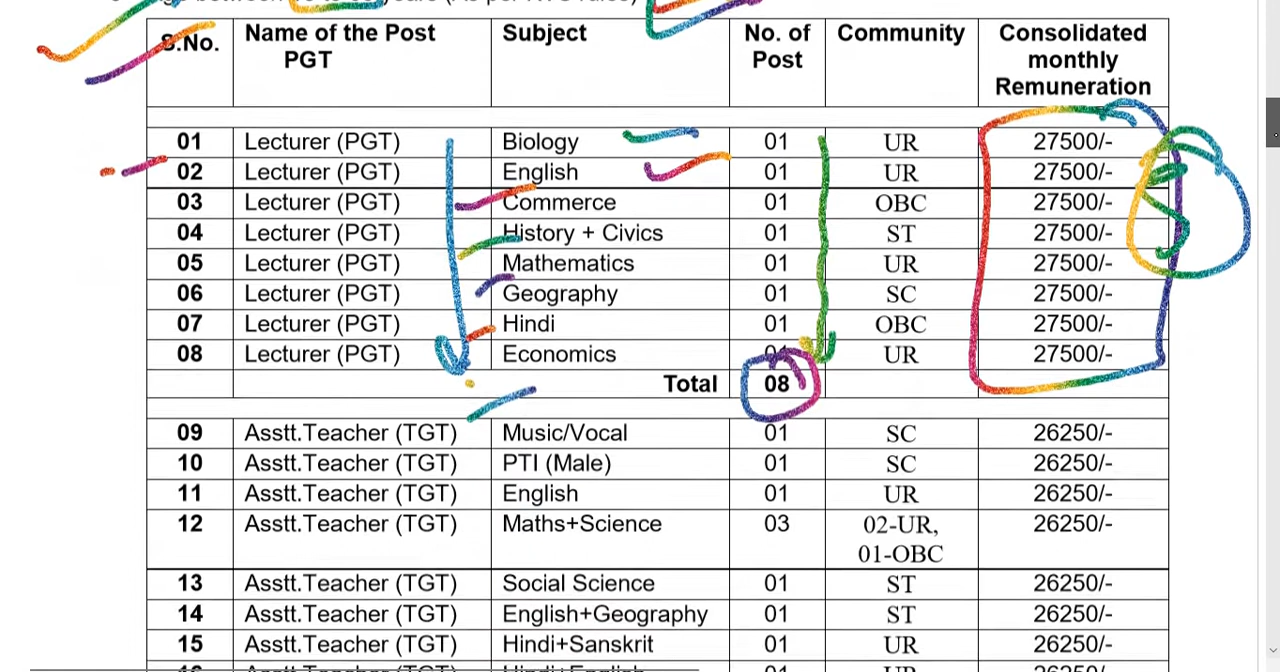 S.No. Name of the Post PGT Subject No. of Post Community Consolidated monthly Remuneration
01 Lecturer (PGT) Biology 01 UR 27500/-
02 Lecturer (PGT) English 01 UR 27500/-
03 Lecturer (PGT) Commerce 01 OBC 27500/-
04 Lecturer (PGT) History + Civics 01 ST 27500/-
05 Lecturer (PGT) Mathematics 01 UR 27500/-
06 Lecturer (PGT) Geography 01 SC 27500/-
07 Lecturer (PGT) Hindi 01 OBC 27500/-
08 Lecturer (PGT) Economics 01 UR 27500/-
Total 08
09 Asstt.Teacher (TGT) Music/Vocal 01 SC 26250/-
10 Asstt.Teacher (TGT) PTI (Male) 01 SC 26250/-
11 Asstt.Teacher (TGT) English 01 UR 26250/-
12 Asstt.Teacher (TGT) Maths+Science 03 02-UR, 01-OBC 26250/-
13 Asstt.Teacher (TGT) Social Science 01 ST 26250/-
14 Asstt.Teacher (TGT) English+Geography 01 ST 26250/-
15 Asstt.Teacher (TGT) Hindi+Sanskrit 01 UR 26250/-